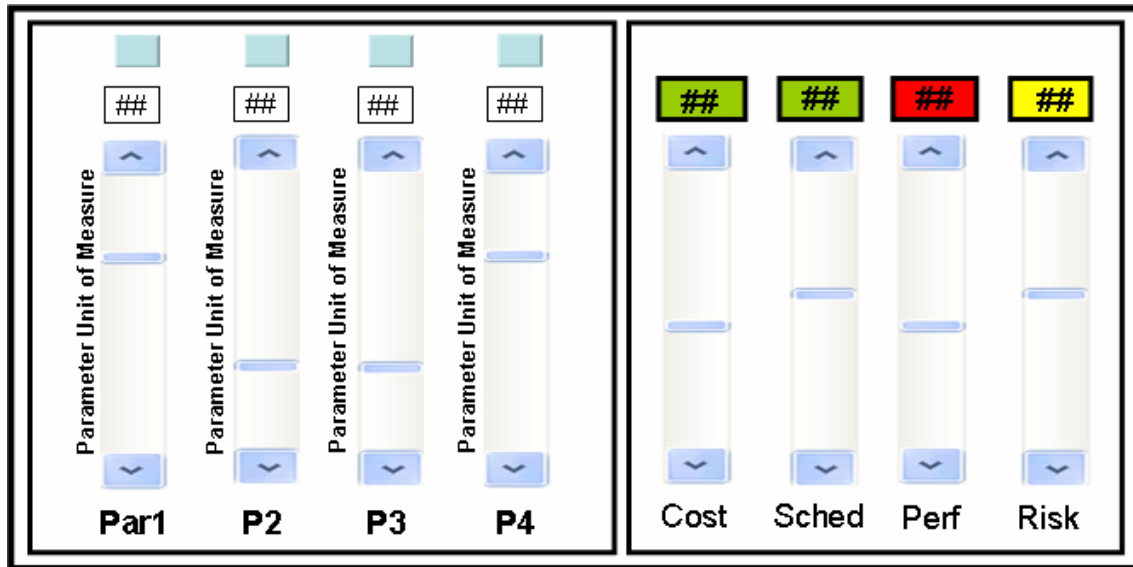 ## ## ## ##
Parameter Unit of Measure
Parameter Unit of Measure
Parameter Unit of Measure
Parameter Unit of Measure
Par1 P2 P3 P4
## ## ## ##
Cost Sched Perf Risk